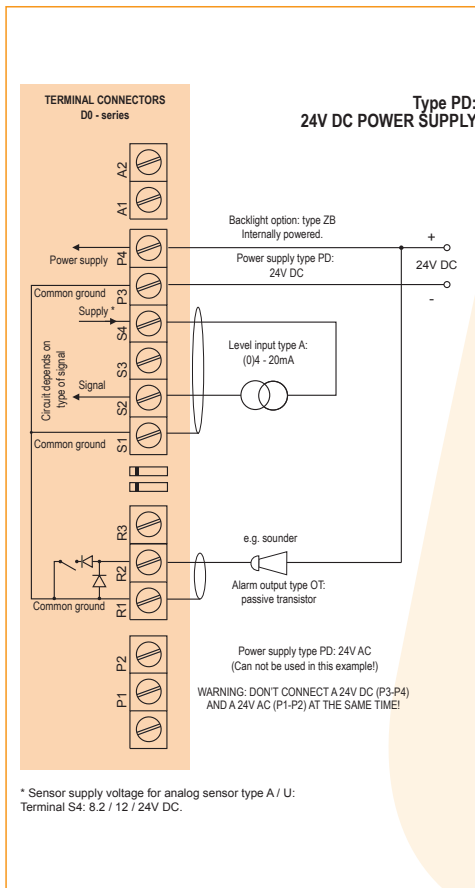 TERMINAL CONNECTORS
D0 - series
Type PD:
24V DC POWER SUPPLY
A2
A1
Backlight option: type ZB
Internally powered.
P4
Power supply
+
Power supply type PD:
24V DC
24V DC
P3
Common ground
-
Supply *
S4
Level input type A:
(0)4 - 20mA
S3
Circuit depends on
type of signal
Signal
S2
Common ground
S1
R3
e.g. sounder
R2
Alarm output type OT:
passive transistor
Common ground
R1
P2
Power supply type PD: 24V AC
(Can not be used in this example!)
P1
WARNING: DON'T CONNECT A 24V DC (P3-P4)
AND A 24V AC (P1-P2) AT THE SAME TIME!
* Sensor supply voltage for analog sensor type A / U:
Terminal S4: 8.2 / 12 / 24V DC.